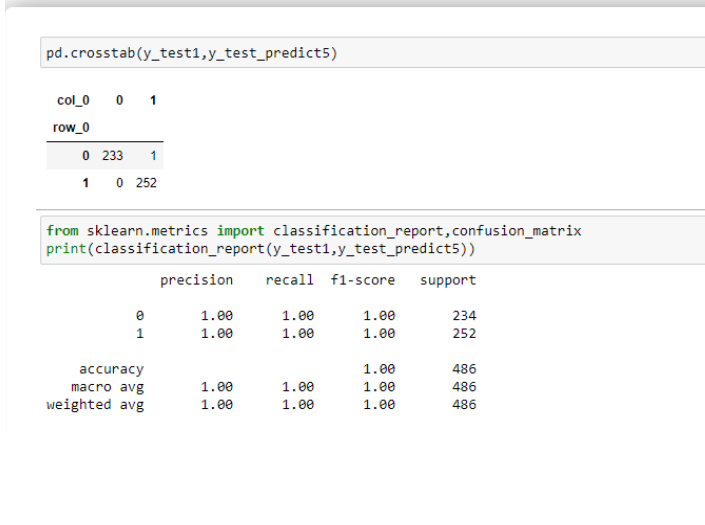 pd.crosstab(y_test1,y_test_predict5)
col_0 0 1
row_0
0 233 1
1 0 252
from sklearn.metrics import classification_report,confusion_matrix
print(classification_report(y_test1,y_test_predict5))
precision recall f1-score support
0 1.00 1.00 1.00 234
1 1.00 1.00 1.00 252
accuracy 1.00 486
macro avg 1.00 1.00 1.00 486
weighted avg 1.00 1.00 1.00 486